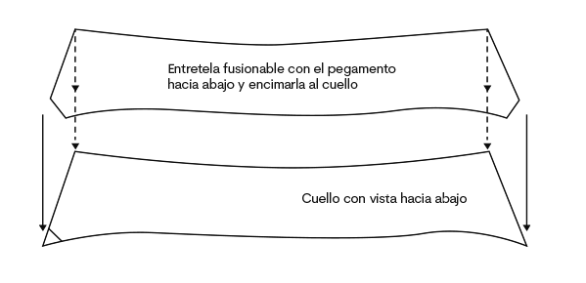 Entretela fusionable con el pegamento
hacia abajo y encimarla al cuello
Cuello con vista hacia abajo